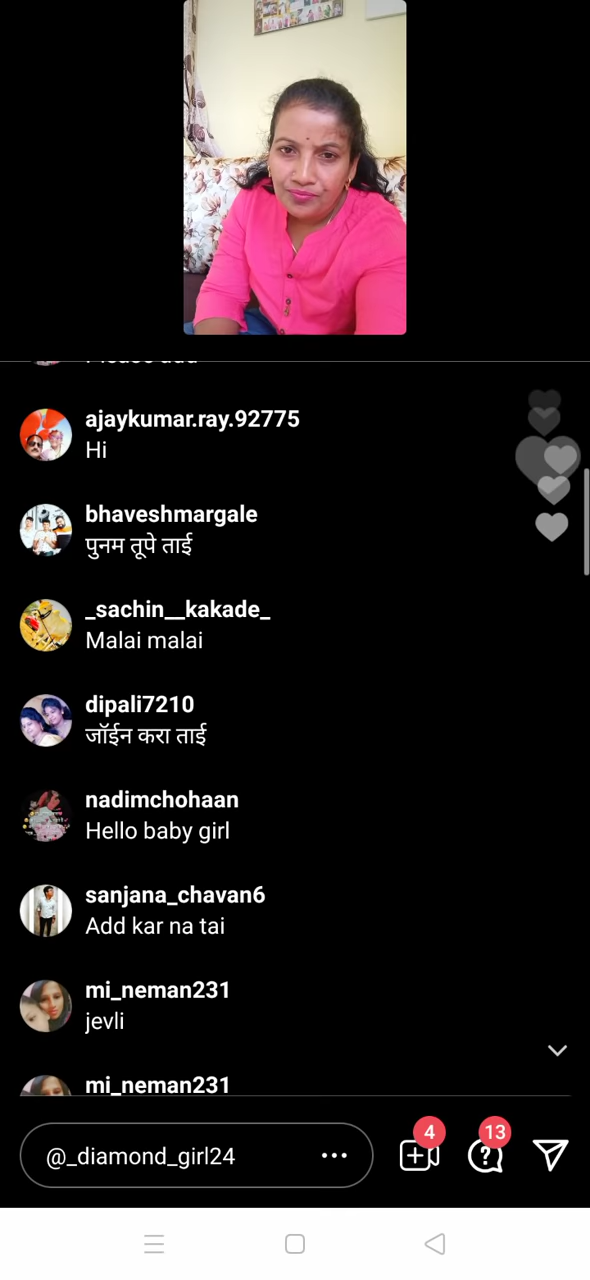 ajaykumar.ray.92775
Hi
bhaveshmargale
पुनम तूपे ताई
_sachin__kakade_
Malai malai
dipali7210
जॉईन करा ताई
nadimchohaan
Hello baby girl
sanjana_chavan6
Add kar na tai
mi_neman231
jevli
mi_neman231
@_diamond_girl24
4
13